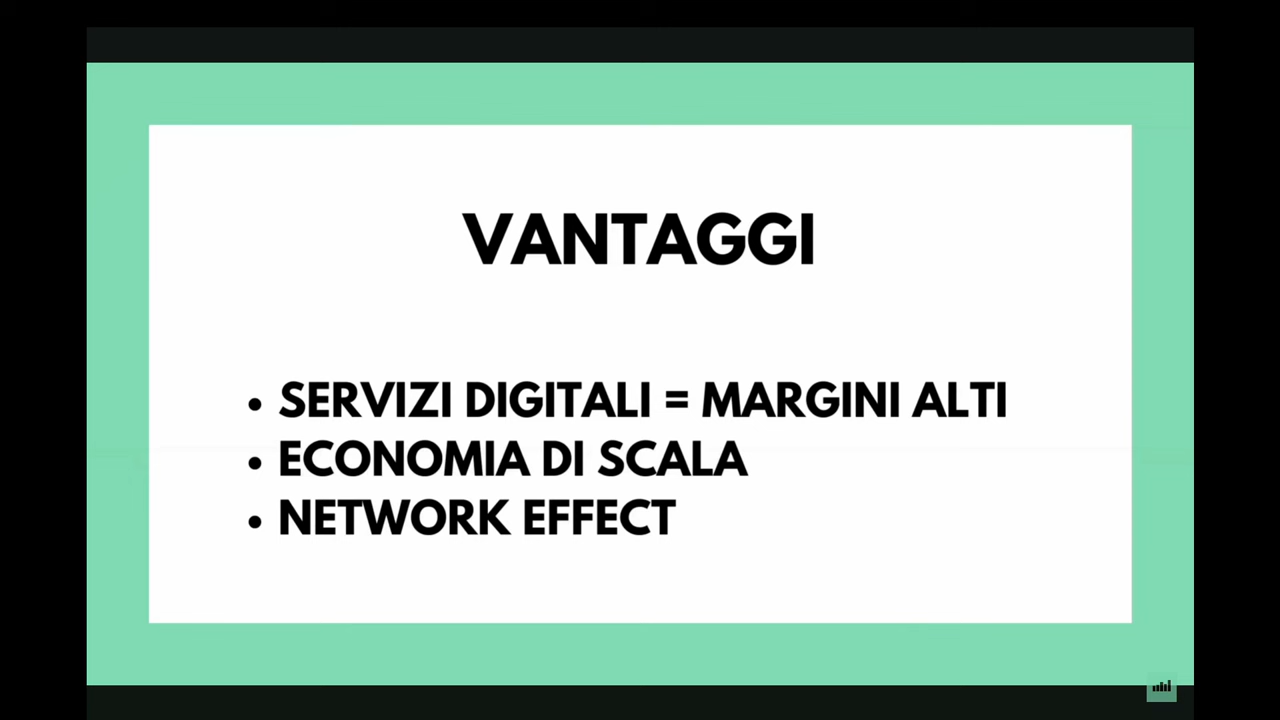 VANTAGGI
• SERVIZI DIGITALI = MARGINI ALTI
• ECONOMIA DI SCALA
• NETWORK EFFECT